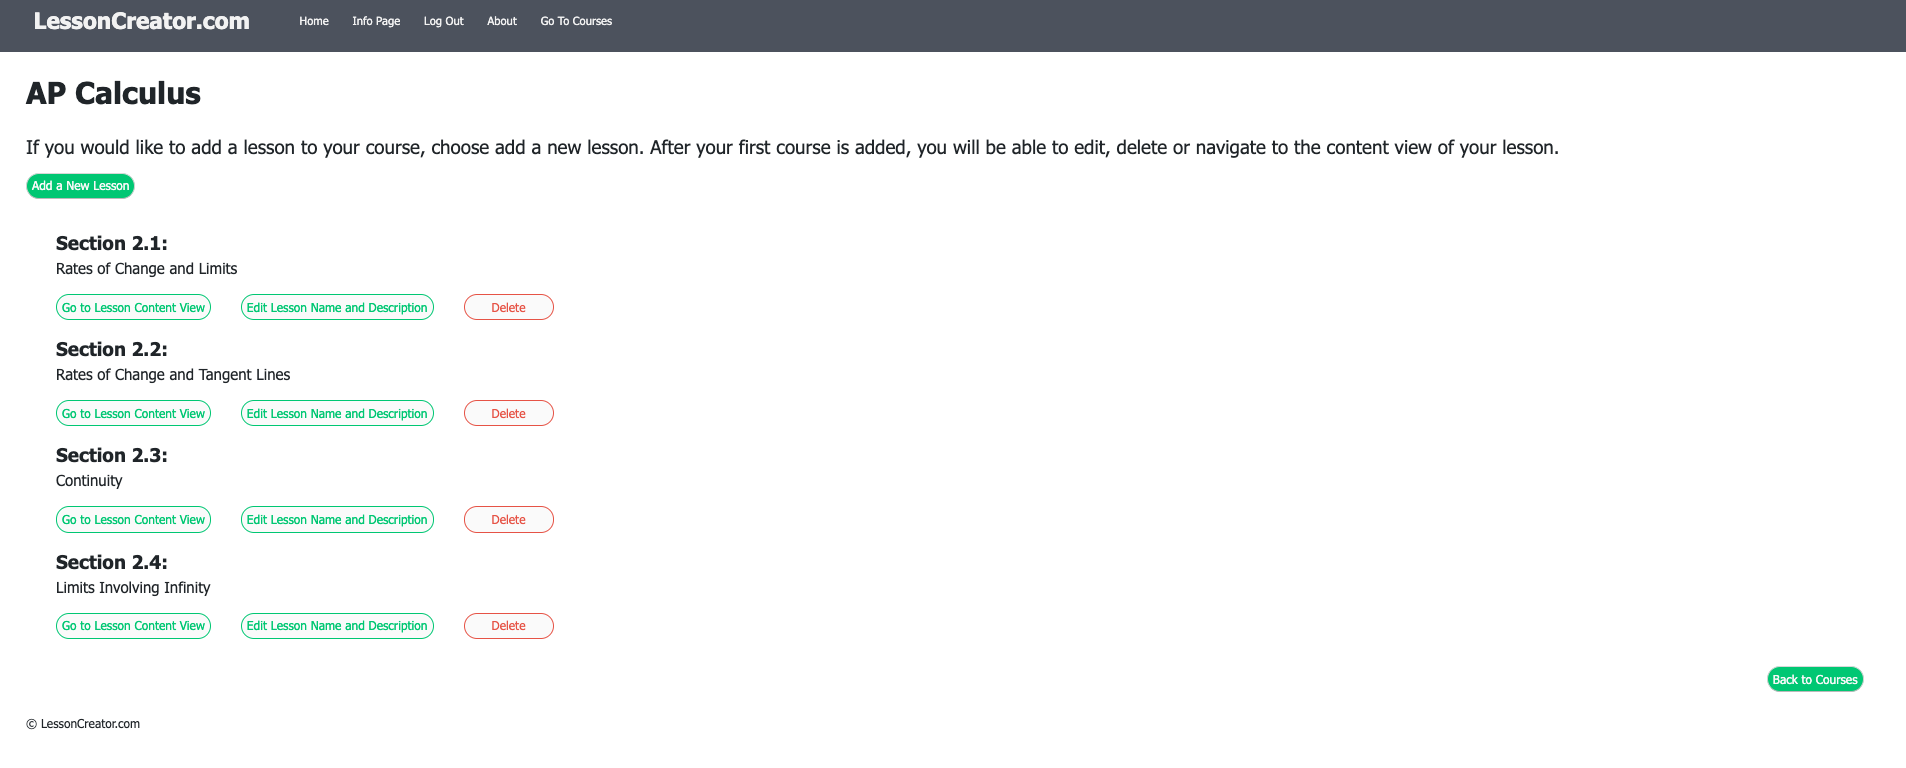 LessonCreator.com Home Info Page Log Out About Go To Courses
AP Calculus
If you would like to add a lesson to your course, choose add a new lesson. After your first course is added, you will be able to edit, delete or navigate to the content view of your lesson.
Add a New Lesson
Section 2.1:
Rates of Change and Limits
Go to Lesson Content View Edit Lesson Name and Description Delete
Section 2.2:
Rates of Change and Tangent Lines
Go to Lesson Content View Edit Lesson Name and Description Delete
Section 2.3:
Continuity
Go to Lesson Content View Edit Lesson Name and Description Delete
Section 2.4:
Limits Involving Infinity
Go to Lesson Content View Edit Lesson Name and Description Delete
Back to Courses
© LessonCreator.com